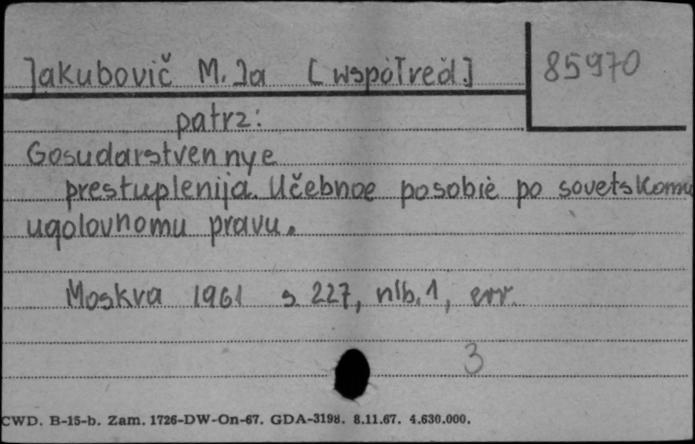 Jakubovič M. Ja [współred.] 85970
patrz:
Gosudarstvennye
prestuplenija. Učebnoe posobie po sovetskomu
ugolovnomu pravu.
Moskva 1961 s. 227, nlb. 1, err.
3
CWD. B-15-b. Zam. 1726-DW-On-67. GDA-3198. 8.11.67. 4.630.000.